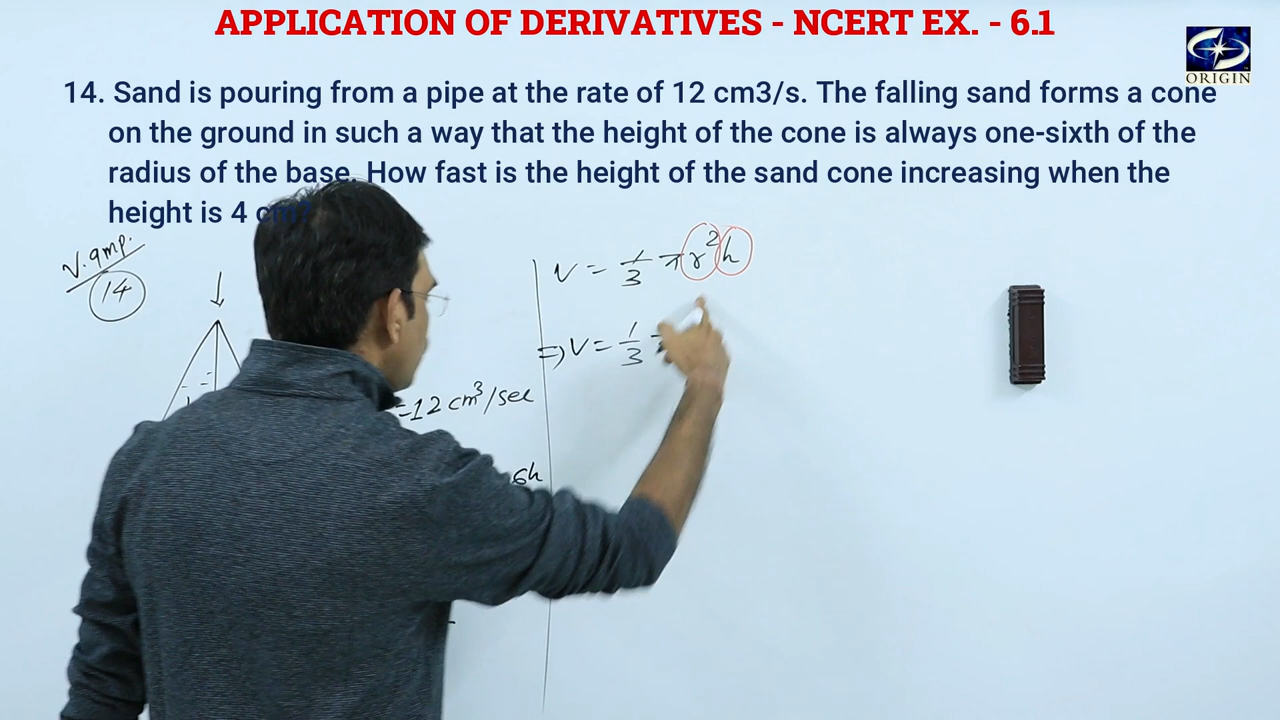 APPLICATION OF DERIVATIVES - NCERT EX. - 6.1
ORIGIN
14. Sand is pouring from a pipe at the rate of 12 cm3/s. The falling sand forms a cone
on the ground in such a way that the height of the cone is always one-sixth of the
radius of the base. How fast is the height of the sand cone increasing when the
height is 4 cm?
V. Imp.
14
=12 cm³/sec
6h
V = 1/3 πr²h
⇒ V = 1/3